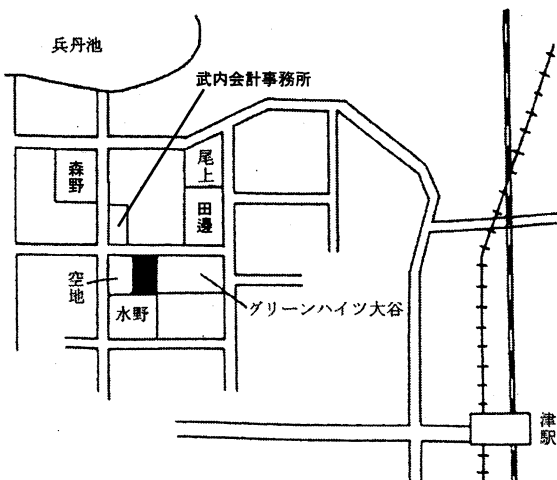 兵丹池
武内会計事務所
森野
尾上
田邊
空地
水野
グリーンハイツ大谷
津駅